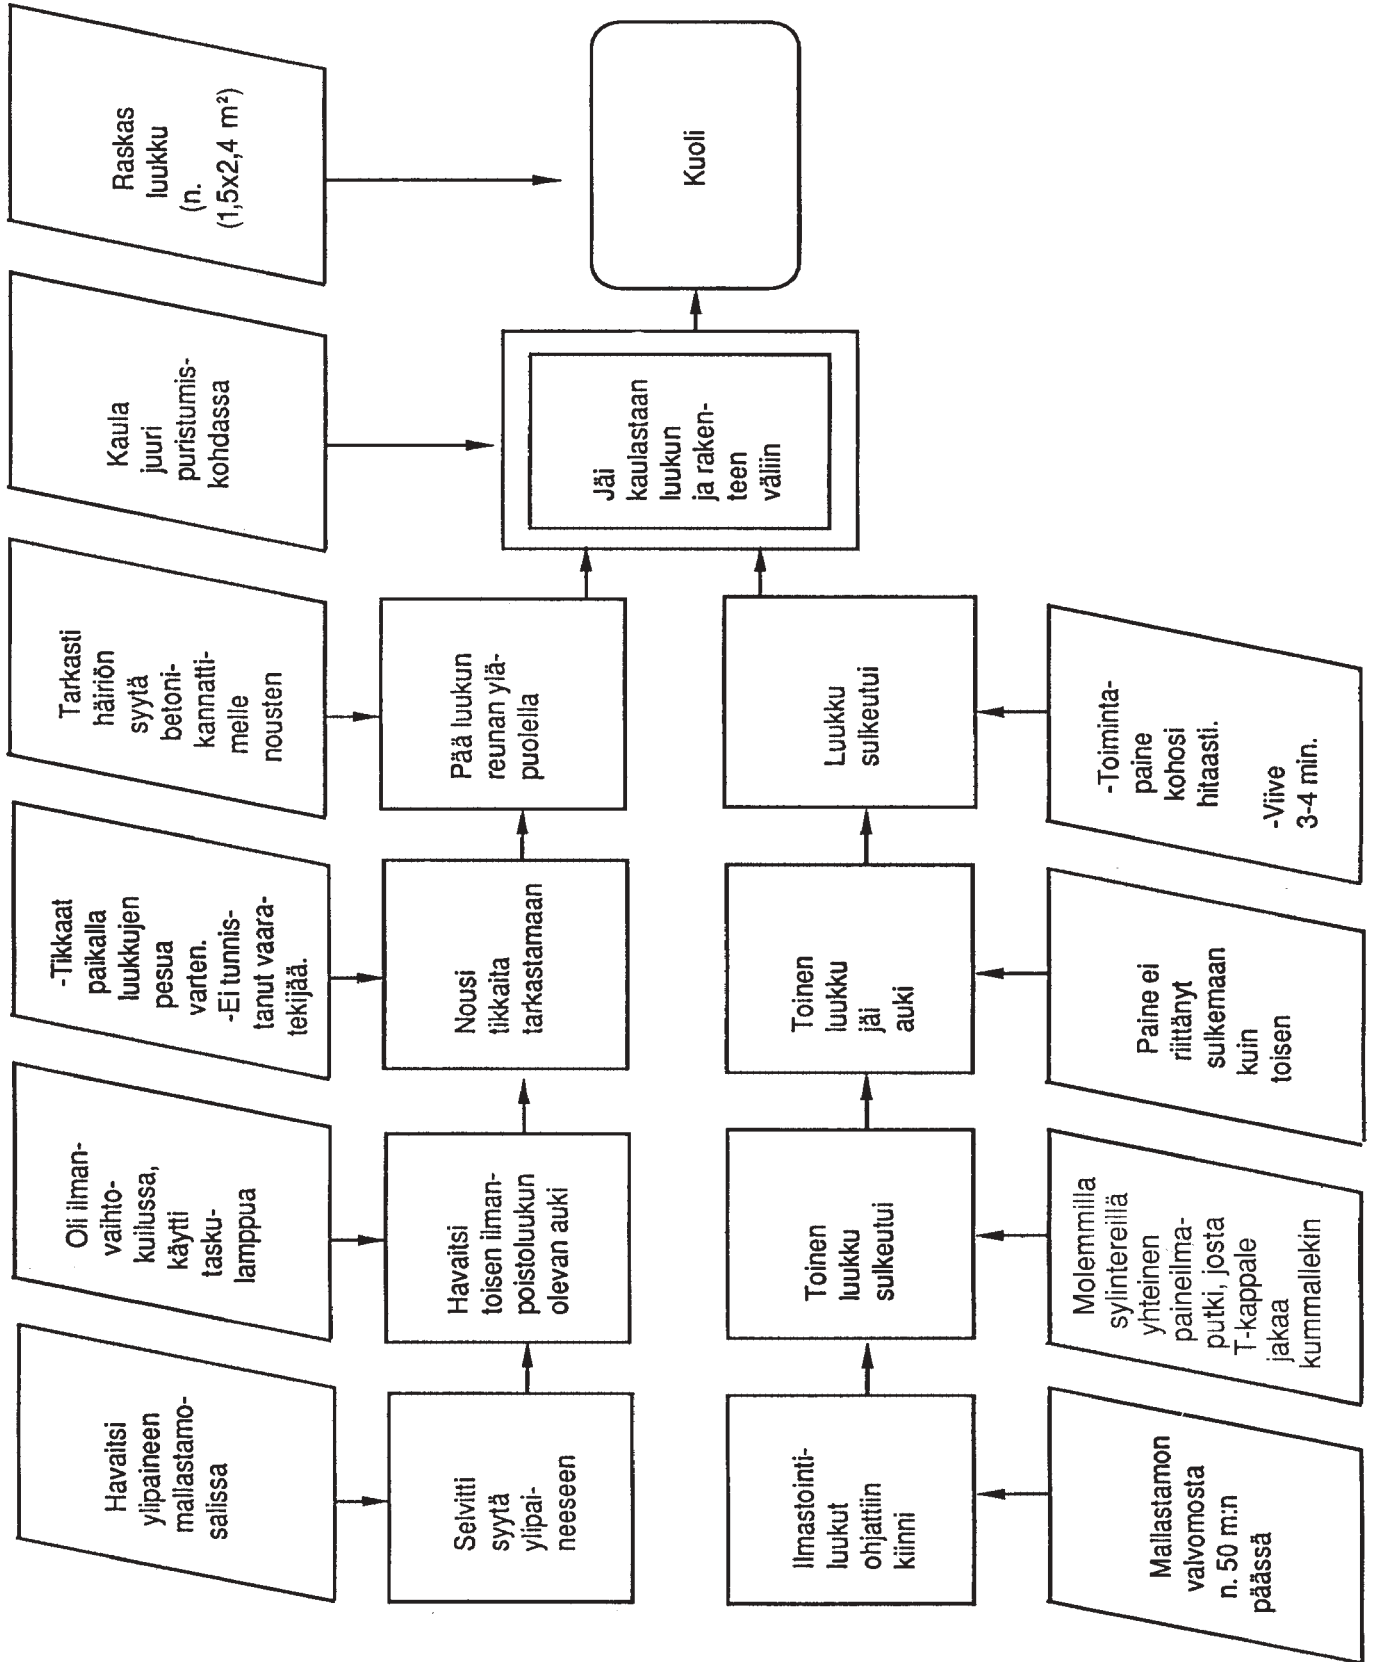 Havaitsi
ylipaineen
mallastamo-
salissa
Oli ilman-
vaihto-
kuilussa,
käytti
tasku-
lamppua
-Tikkaat
paikalla
luukkujen
pesua
varten.
-Ei tunnis-
tanut vaara-
tekijää.
Tarkasti
häiriön
syytä
betoni-
kannatti-
melle
nousten
Kaula
juuri
puristumis-
kohdassa
Raskas
luukku
(n.
(1,5x2,4 m²)
Selvitti
syytä
ylipai-
neeseen
Havaitsi
toisen ilman-
poistoluukun
olevan auki
Nousi
tikkaita
tarkastamaan
Pää luukun
reunan ylä-
puolella
Jäi
kaulastaan
luukun
ja raken-
teen
väliin
Kuoli
Ilmastointi-
luukut
ohjattiin
kiinni
Toinen
luukku
sulkeutui
Toinen
luukku
jäi
auki
Luukku
sulkeutui
Mallastamon
valvomosta
n. 50 m:n
päässä
Molemmilla
sylintereillä
yhteinen
paineilma-
putki, josta
T-kappale
jakaa
kummallekin
Paine ei
riittänyt
sulkemaan
kuin
toisen
-Toiminta-
paine
kohosi
hitaasti.
-Viive
3-4 min.